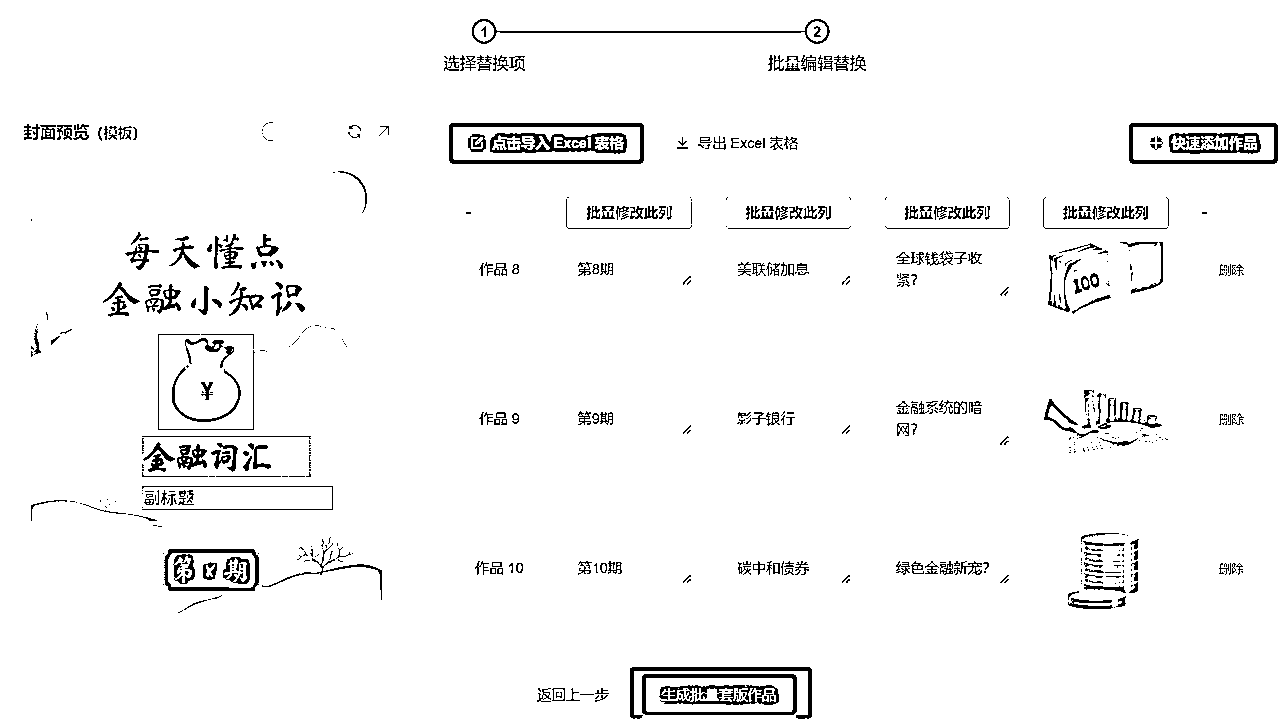 1
2
选择替换项
批量编辑替换
封面预览（模板）
点击导入 Excel 表格
导出 Excel 表格
快速添加作品
-
批量修改此列
批量修改此列
批量修改此列
批量修改此列
-
每天懂点
金融小知识
¥
金融词汇
副标题
第 X 期
作品 8
第8期
美联储加息
全球钱袋子收
紧?
100
删除
作品 9
第9期
影子银行
金融系统的暗
网?
删除
作品 10
第10期
碳中和债券
绿色金融新宠?
删除
返回上一步
生成批量套版作品